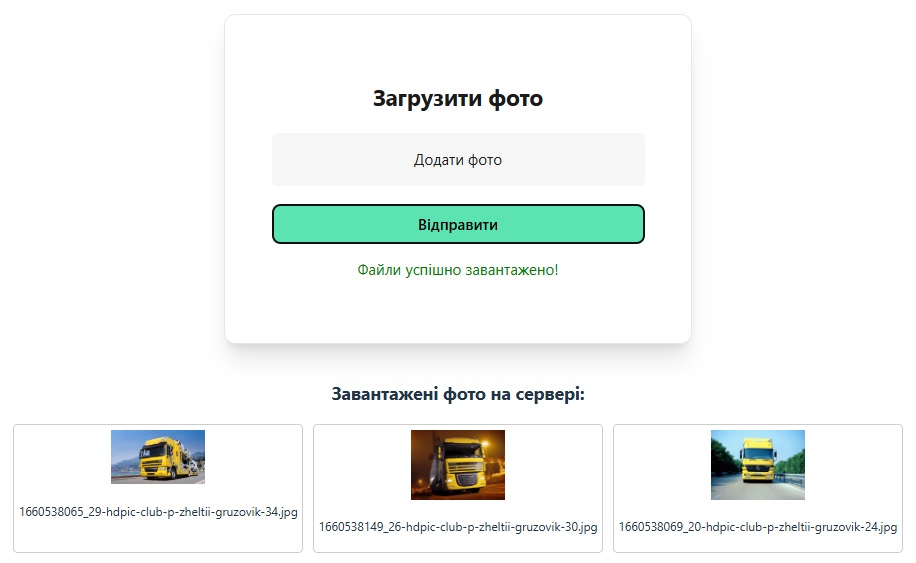 Загрузити фото
Додати фото
Відправити
Файли успішно завантажено!
Завантажені фото на сервері:
1660538065_29-hdpic-club-p-zheltii-gruzovik-34.jpg
1660538149_26-hdpic-club-p-zheltii-gruzovik-30.jpg
1660538069_20-hdpic-club-p-zheltii-gruzovik-24.jpg